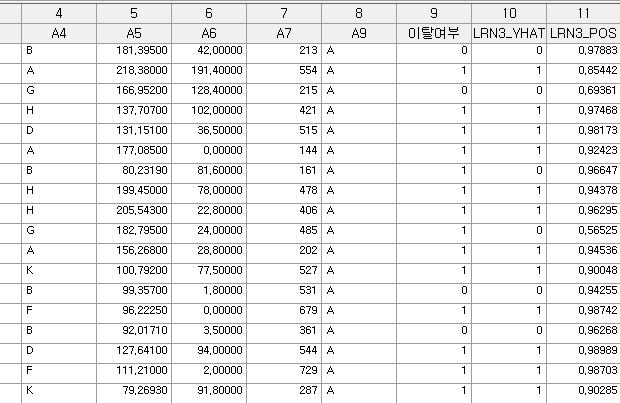 4 5 6 7 8 9 10 11
A4 A5 A6 A7 A9 이탈여부 LRN3_YHAT LRN3_POS
B 181,39500 42,00000 213 A 0 0 0,97883
A 218,38000 191,40000 554 A 1 1 0,85442
G 166,95200 128,40000 215 A 0 0 0,69361
H 137,70700 102,00000 421 A 1 1 0,97468
D 131,15100 36,50000 515 A 1 1 0,98173
A 177,08500 0,00000 144 A 1 1 0,92423
B 80,23190 81,60000 161 A 1 0 0,96647
H 199,45000 78,00000 478 A 1 1 0,94378
H 205,54300 22,80000 406 A 1 1 0,96295
G 182,79500 24,00000 485 A 1 0 0,56525
A 156,26800 28,80000 202 A 1 1 0,94536
K 100,79200 77,50000 527 A 1 1 0,90048
B 99,35700 1,80000 531 A 0 0 0,94255
F 96,22250 0,00000 679 A 1 1 0,98742
B 92,01710 3,50000 361 A 0 0 0,96268
D 127,64100 94,00000 544 A 1 1 0,98989
F 111,21000 2,00000 729 A 1 1 0,98703
K 79,26930 91,80000 287 A 1 1 0,90285